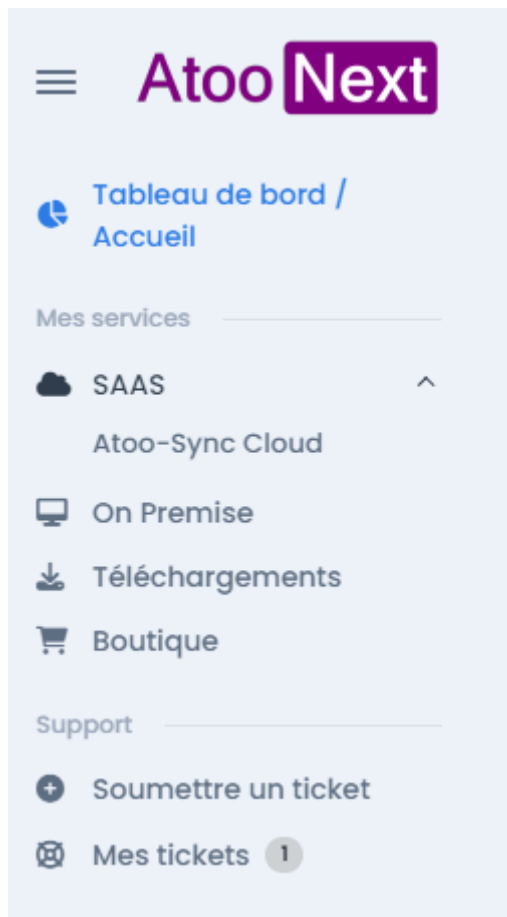 Atoo Next
Tableau de bord /
Accueil
Mes services
SAAS
Atoo-Sync Cloud
On Premise
Téléchargements
Boutique
Support
Soumettre un ticket
Mes tickets 1